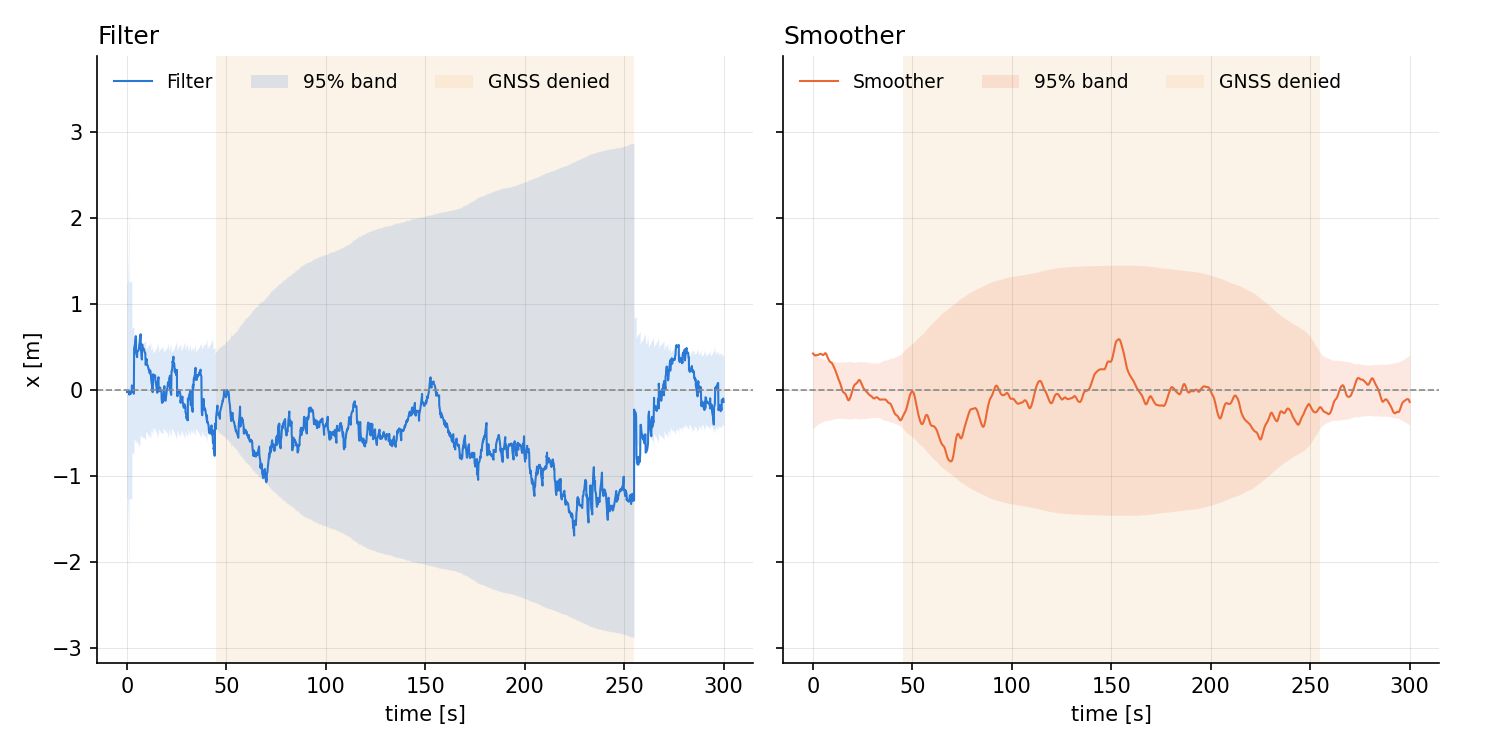 Filter
Filter 95% band GNSS denied
3
2
1
0
−1
−2
−3
x [m]
0 50 100 150 200 250 300
time [s]
Smoother
Smoother 95% band GNSS denied
0 50 100 150 200 250 300
time [s]